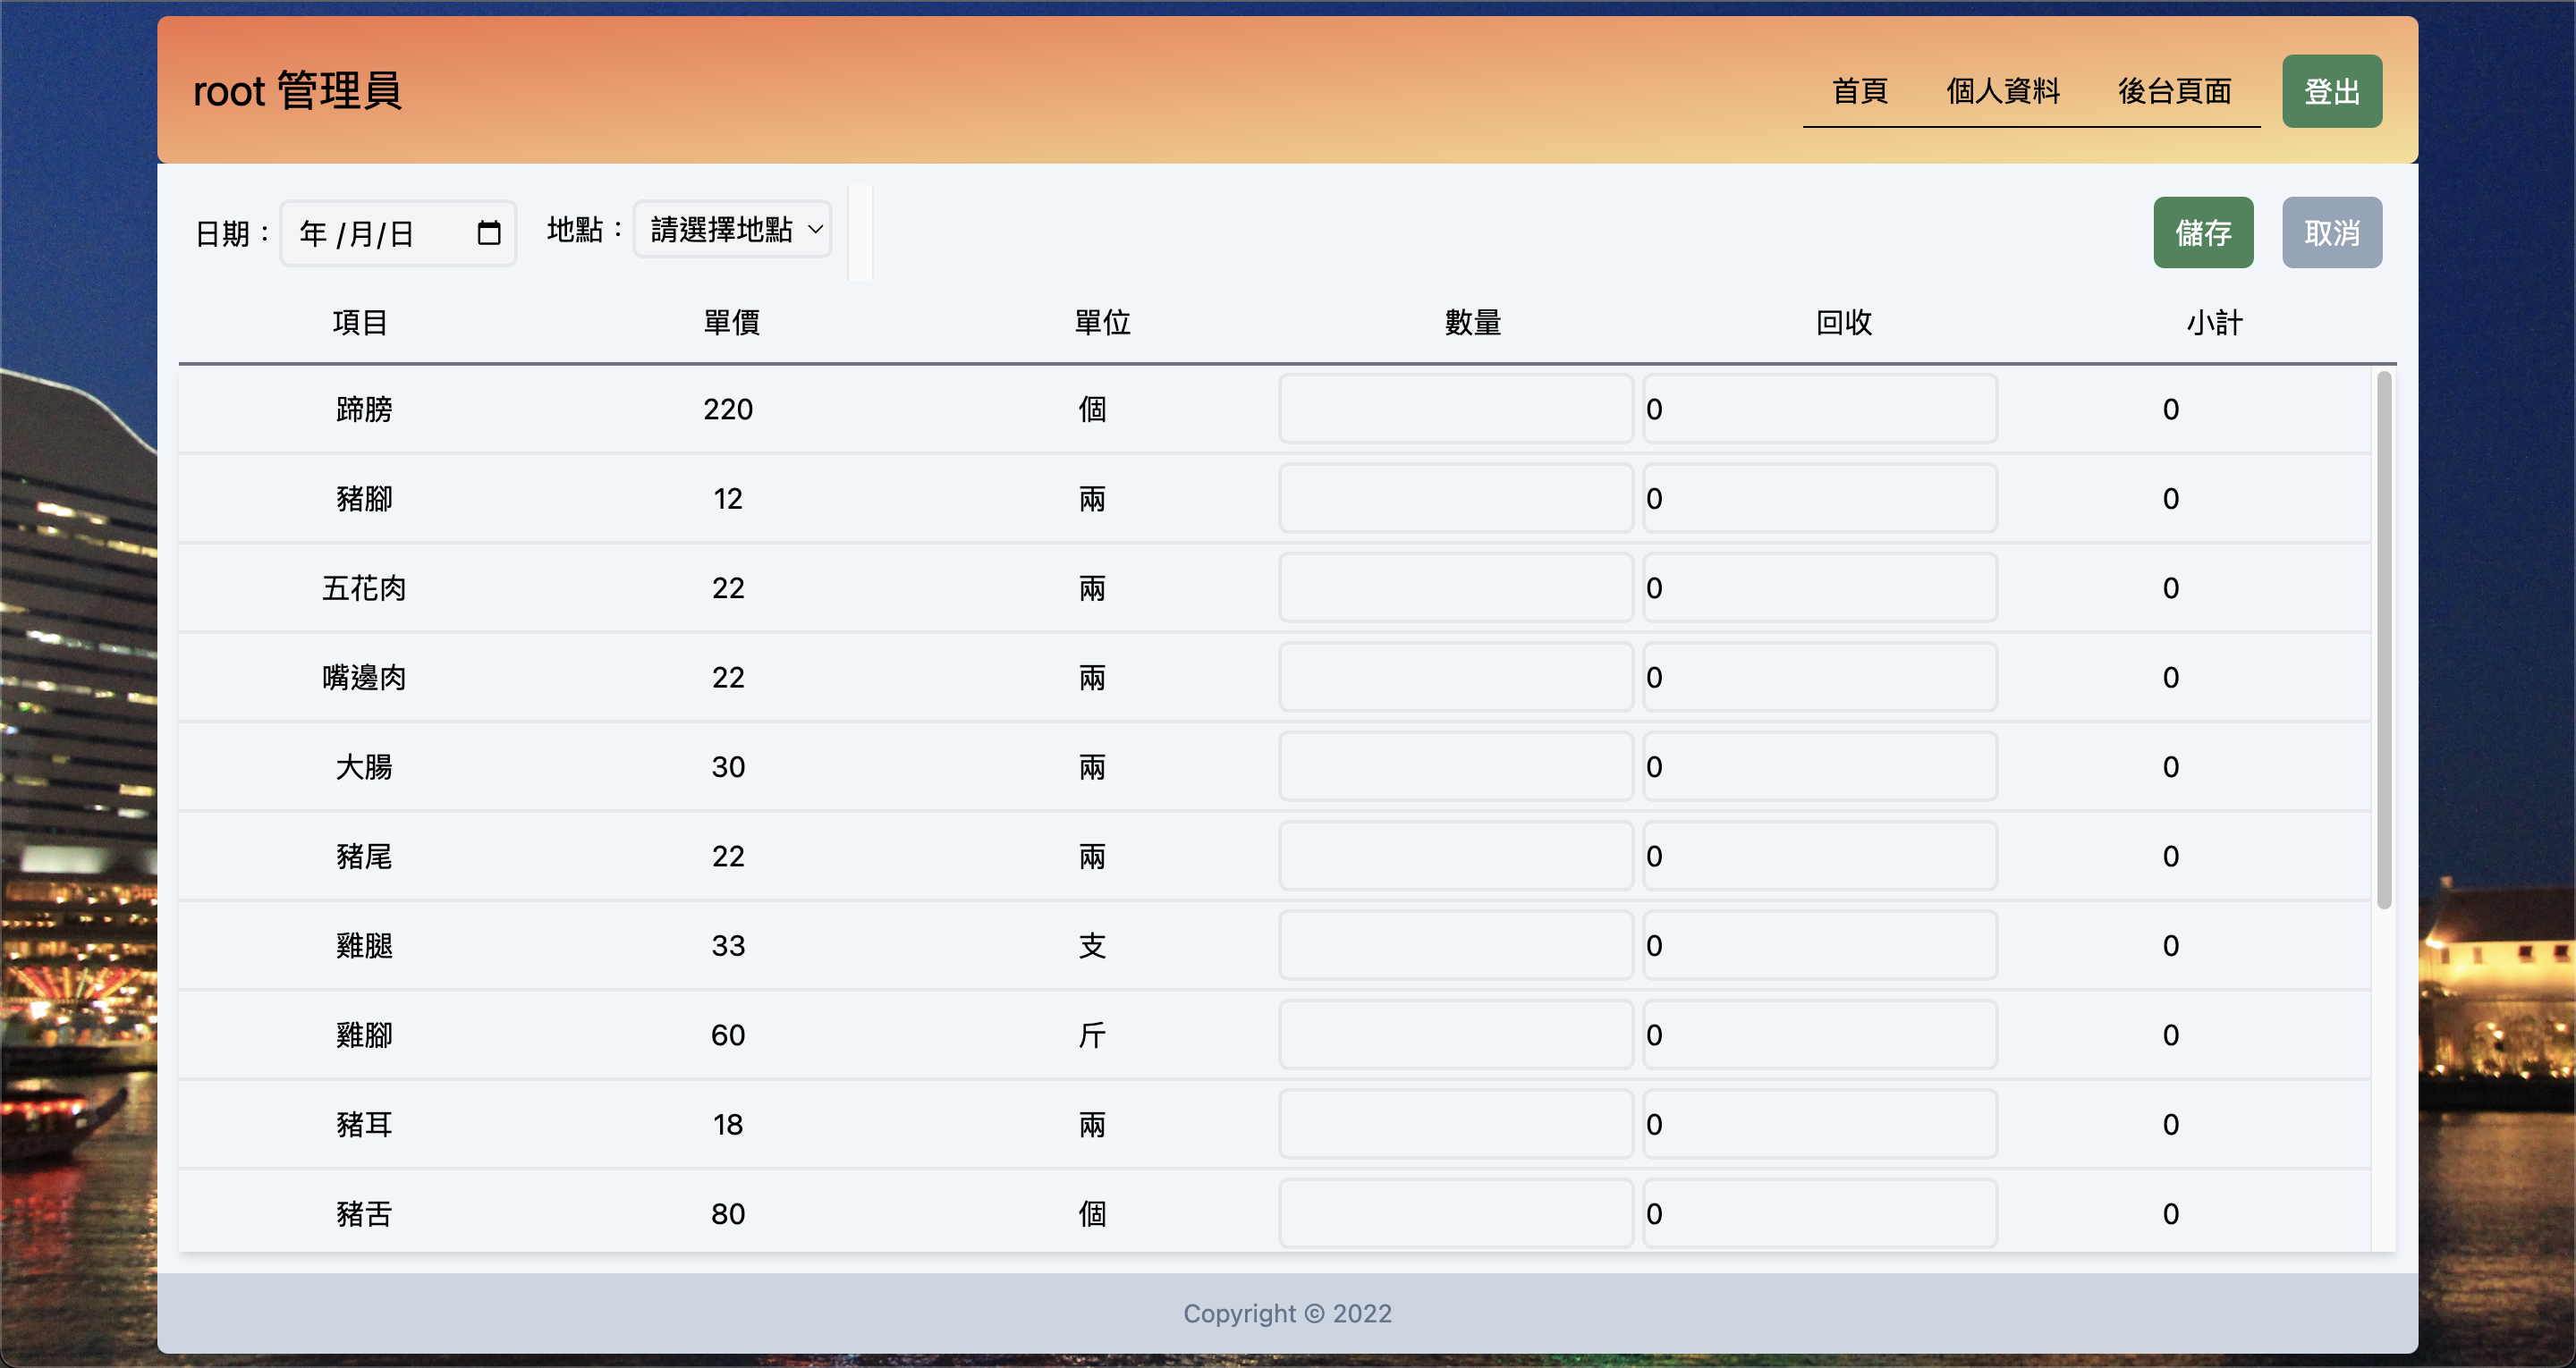 root 管理員 首頁 個人資料 後台頁面 登出
日期： 年 /月/日 地點： 請選擇地點 儲存 取消
項目 單價 單位 數量 回收 小計
蹄膀 220 個 0 0
豬腳 12 兩 0 0
五花肉 22 兩 0 0
嘴邊肉 22 兩 0 0
大腸 30 兩 0 0
豬尾 22 兩 0 0
雞腿 33 支 0 0
雞腳 60 斤 0 0
豬耳 18 兩 0 0
豬舌 80 個 0 0
Copyright © 2022